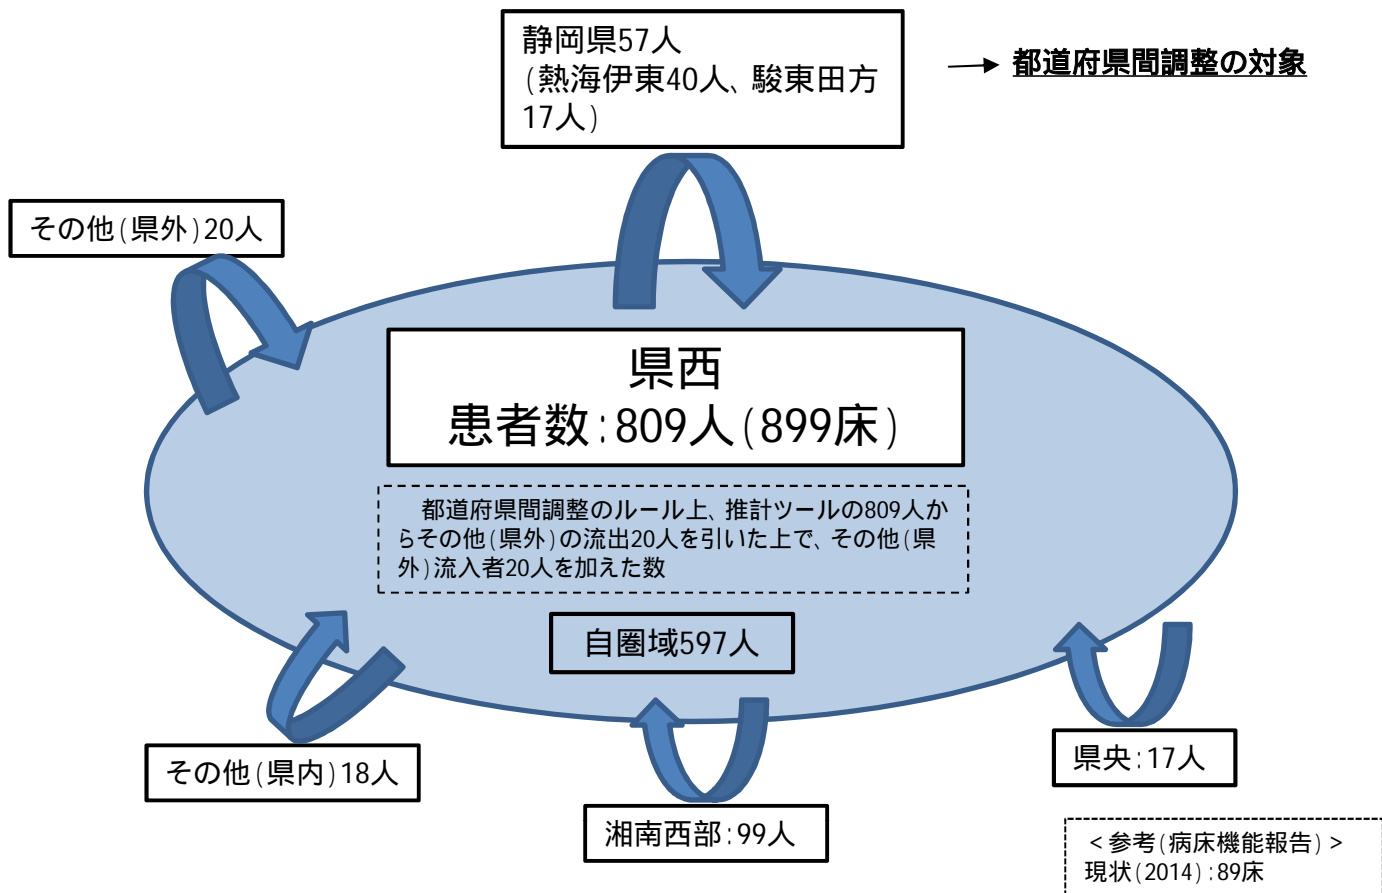 静岡県57人
(熱海伊東40人、駿東田方
17人)
都道府県間調整の対象
その他(県外)20人
県西
患者数:809人(899床)
都道府県間調整のルール上、推計ツールの809人か
らその他(県外)の流出20人を引いた上で、その他(県
外)流入者20人を加えた数
自圏域597人
その他(県内)18人
湘南西部:99人
県央:17人
<参考(病床機能報告)>
現状(2014):89床